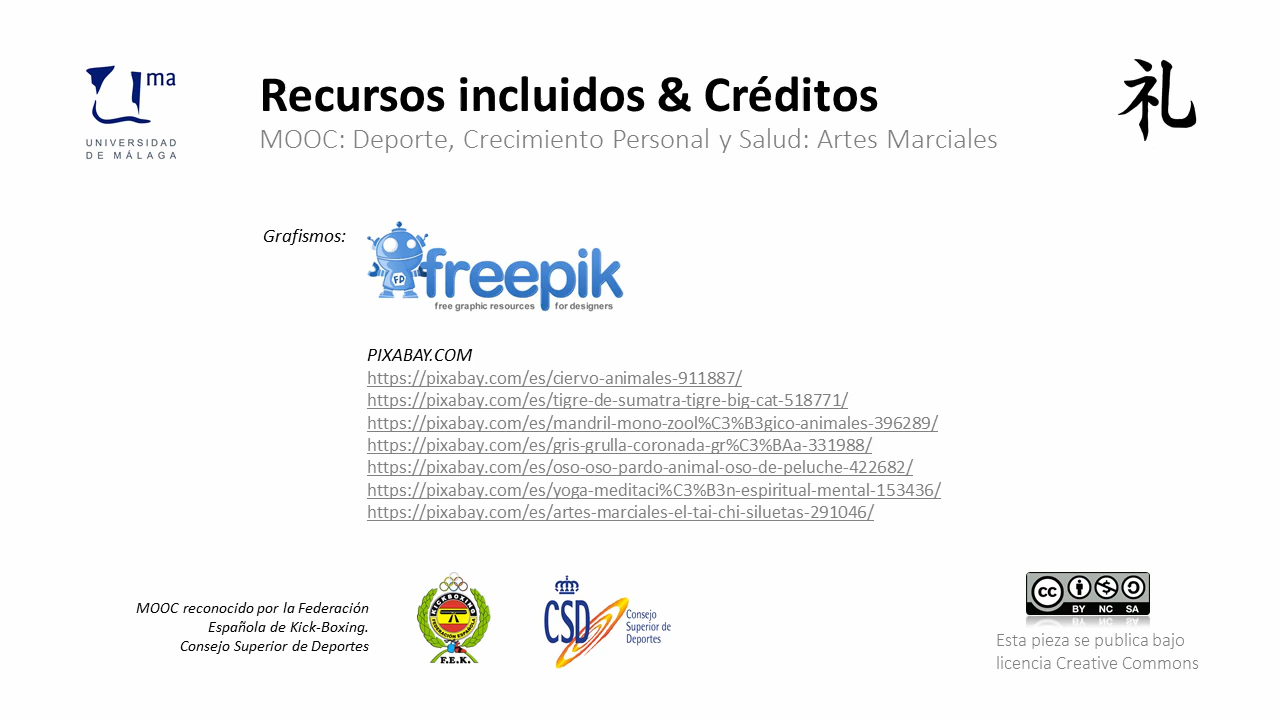 ma
UNIVERSIDAD
DE MÁLAGA
Recursos incluidos & Créditos
MOOC: Deporte, Crecimiento Personal y Salud: Artes Marciales
礼
Grafismos:
FP
freepik
free graphic resources for designers
PIXABAY.COM
https://pixabay.com/es/ciervo-animales-911887/
https://pixabay.com/es/tigre-de-sumatra-tigre-big-cat-518771/
https://pixabay.com/es/mandril-mono-zool%C3%B3gico-animales-396289/
https://pixabay.com/es/gris-grulla-coronada-gr%C3%BAa-331988/
https://pixabay.com/es/oso-oso-pardo-animal-oso-de-peluche-422682/
https://pixabay.com/es/yoga-meditaci%C3%B3n-espiritual-mental-153436/
https://pixabay.com/es/artes-marciales-el-tai-chi-siluetas-291046/
MOOC reconocido por la Federación
Española de Kick-Boxing.
Consejo Superior de Deportes
KICKBOXING
FEDERACIÓN ESPAÑOLA
F.E.K.
CSD
Consejo
Superior de
Deportes
cc
BY NC SA
Esta pieza se publica bajo
licencia Creative Commons